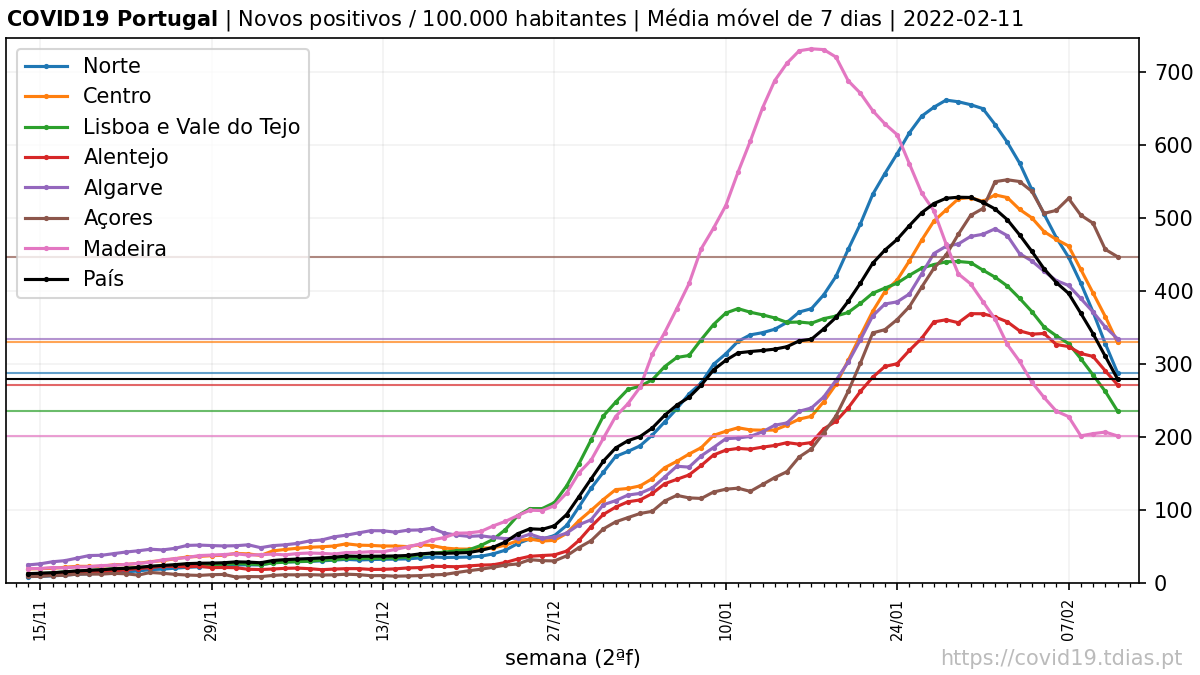 COVID19 Portugal | Novos positivos / 100.000 habitantes | Média móvel de 7 dias | 2022-02-11
Norte
Centro
Lisboa e Vale do Tejo
Alentejo
Algarve
Açores
Madeira
País
700
600
500
400
300
200
100
0
15/11
29/11
13/12
27/12
10/01
24/01
07/02
semana (2ªf)
https://covid19.tdias.pt